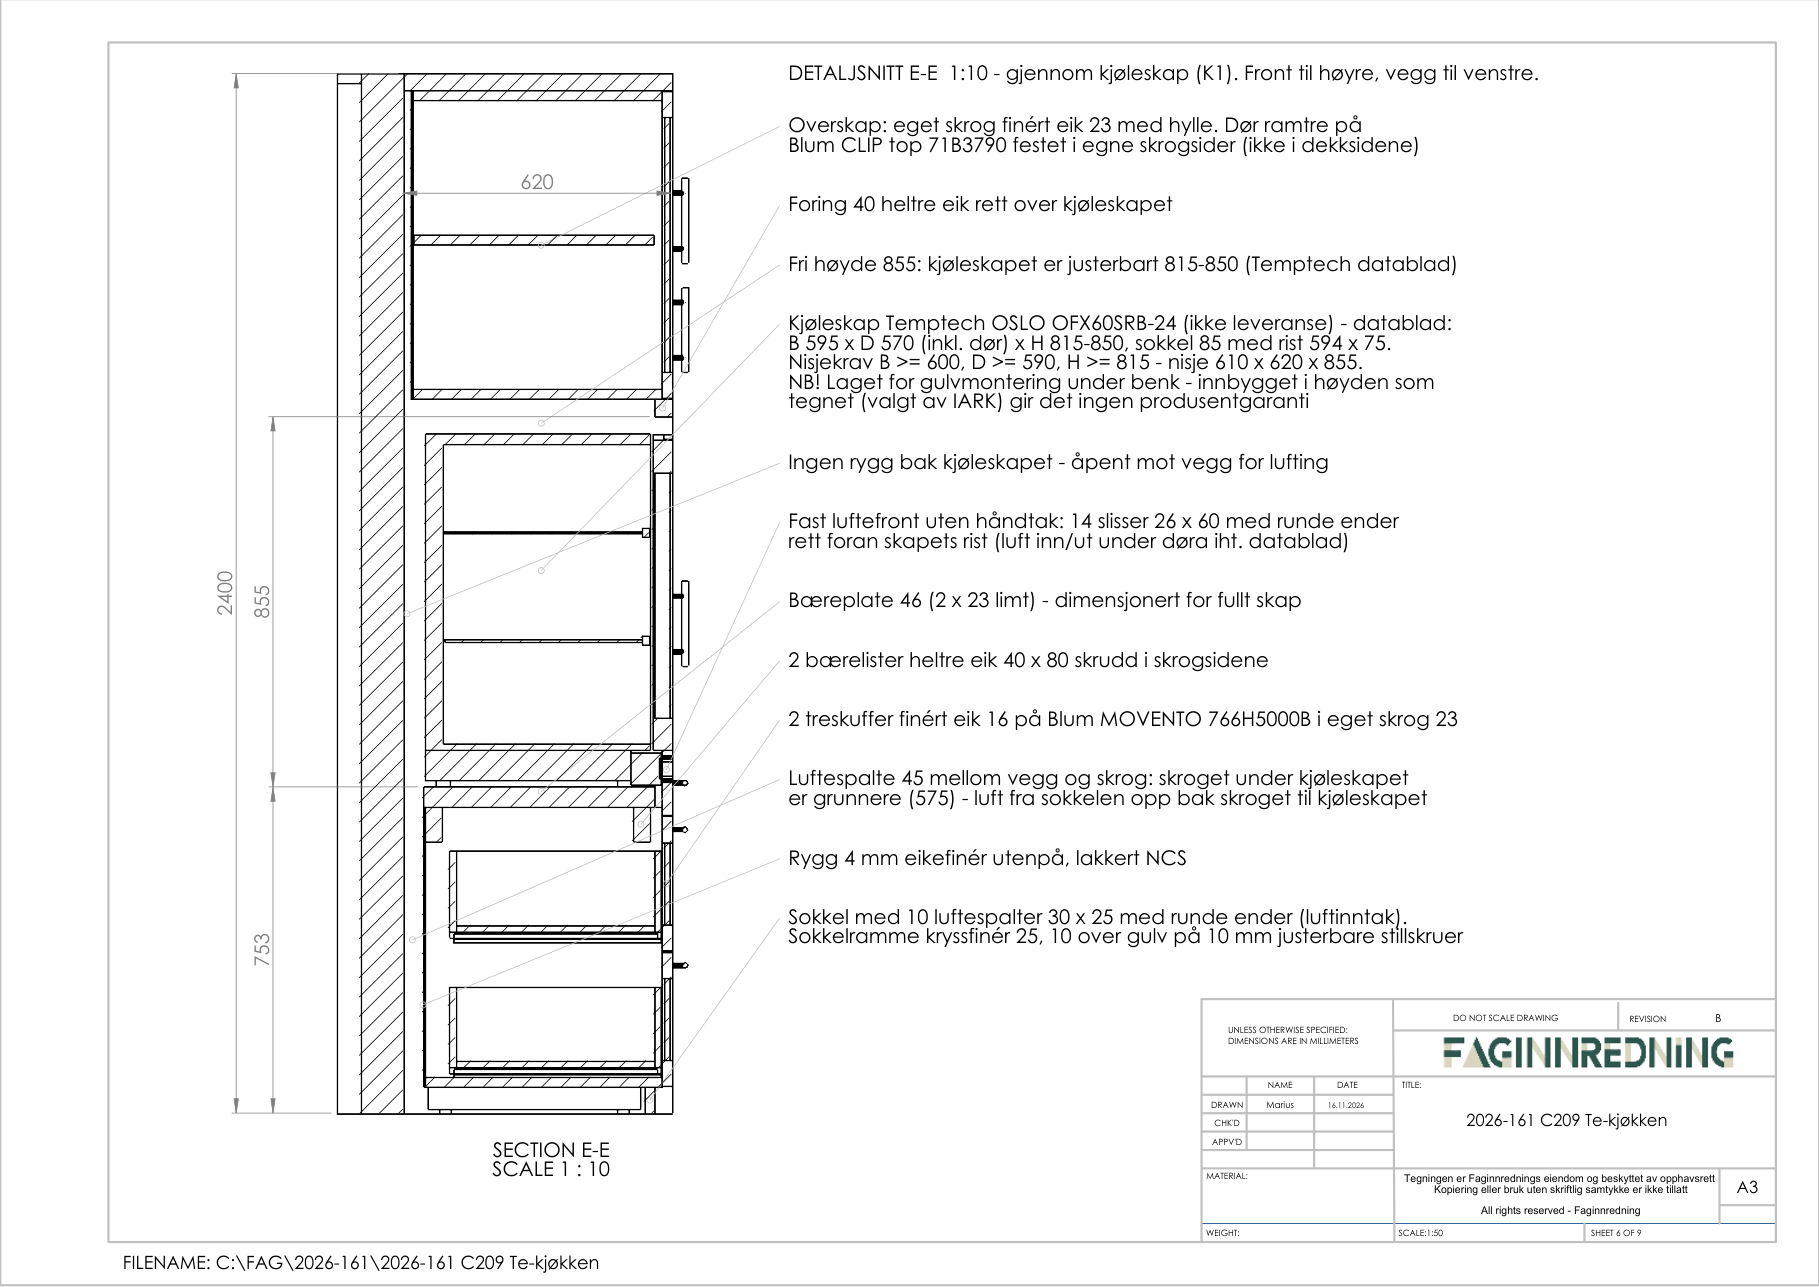 DETALJSNITT E-E  1:10 - gjennom kjøleskap (K1). Front til høyre, vegg til venstre.
Overskap: eget skrog finért eik 23 med hylle. Dør ramtre på
Blum CLIP top 71B3790 festet i egne skrogsider (ikke i dekksidene)
620
Foring 40 heltre eik rett over kjøleskapet
Fri høyde 855: kjøleskapet er justerbart 815-850 (Temptech datablad)
Kjøleskap Temptech OSLO OFX60SRB-24 (ikke leveranse) - datablad:
B 595 x D 570 (inkl. dør) x H 815-850, sokkel 85 med rist 594 x 75.
Nisjekrav B >= 600, D >= 590, H >= 815 - nisje 610 x 620 x 855.
NB! Laget for gulvmontering under benk - innbygget i høyden som
tegnet (valgt av IARK) gir det ingen produsentgaranti
Ingen rygg bak kjøleskapet - åpent mot vegg for lufting
Fast luftefront uten håndtak: 14 slisser 26 x 60 med runde ender
rett foran skapets rist (luft inn/ut under døra iht. datablad)
2400
855
Bæreplate 46 (2 x 23 limt) - dimensjonert for fullt skap
2 bærelister heltre eik 40 x 80 skrudd i skrogsidene
2 treskuffer finért eik 16 på Blum MOVENTO 766H5000B i eget skrog 23
Luftespalte 45 mellom vegg og skrog: skroget under kjøleskapet
er grunnere (575) - luft fra sokkelen opp bak skroget til kjøleskapet
Rygg 4 mm eikefinér utenpå, lakkert NCS
753
Sokkel med 10 luftespalter 30 x 25 med runde ender (luftinntak).
Sokkelramme kryssfinér 25, 10 over gulv på 10 mm justerbare stillskruer
SECTION E-E
SCALE 1 : 10
UNLESS OTHERWISE SPECIFIED:
DIMENSIONS ARE IN MILLIMETERS
DO NOT SCALE DRAWING
REVISION B
FAGINNREDNING
NAME DATE
DRAWN Marius 16.11.2026
CHK'D
APPV'D
TITLE:
2026-161 C209 Te-kjøkken
MATERIAL:
Tegningen er Faginnrednings eiendom og beskyttet av opphavsrett
Kopiering eller bruk uten skriftlig samtykke er ikke tillatt
All rights reserved - Faginnredning
A3
WEIGHT:
SCALE:1:50
SHEET 6 OF 9
FILENAME: C:\FAG\2026-161\2026-161 C209 Te-kjøkken